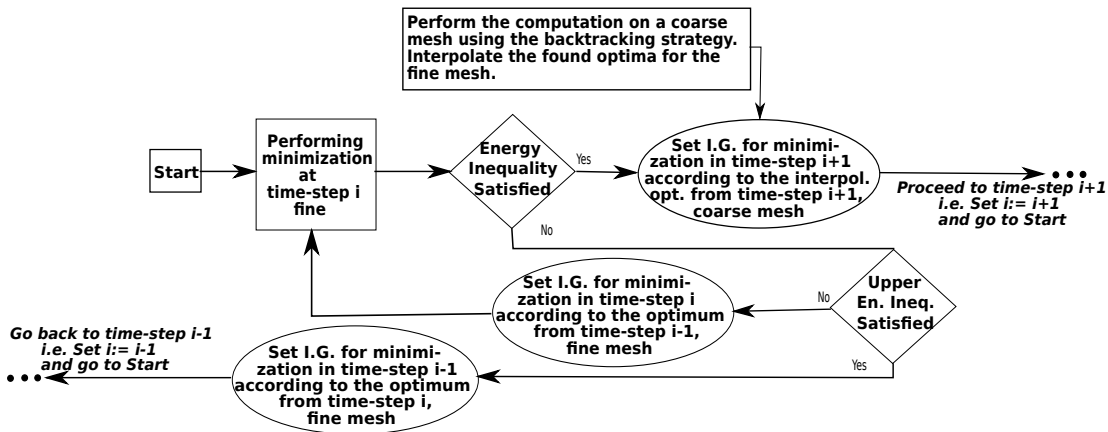 Perform the computation on a coarse
mesh using the backtracking strategy.
Interpolate the found optima for the
fine mesh.
Start
Performing
minimization
at
time-step i
fine
Energy
Inequality
Satisfied
Yes
Set I.G. for minimi-
zation in time-step i+1
according to the interpol.
opt. from time-step i+1,
coarse mesh
Proceed to time-step i+1
i.e. Set i:= i+1
and go to Start
No
Upper
En. Ineq.
Satisfied
No
Set I.G. for minimi-
zation in time-step i
according to the optimum
from time-step i-1,
fine mesh
Yes
Set I.G. for minimi-
zation in time-step i-1
according to the optimum
from time-step i,
fine mesh
Go back to time-step i-1
i.e. Set i:= i-1
and go to Start